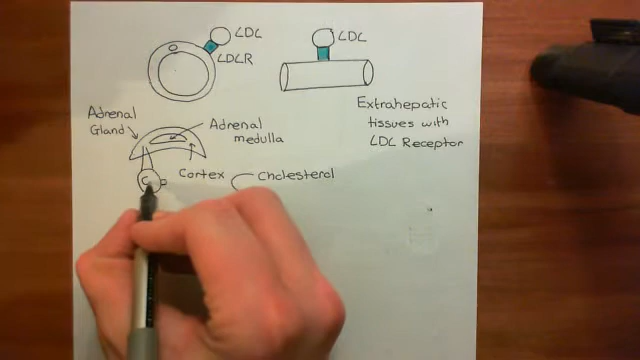 LDL
LDLR
LDL
Extrahepatic
tissues with
LDL Receptor
Adrenal
Gland
Adrenal
medulla
Cortex
Cholesterol
C